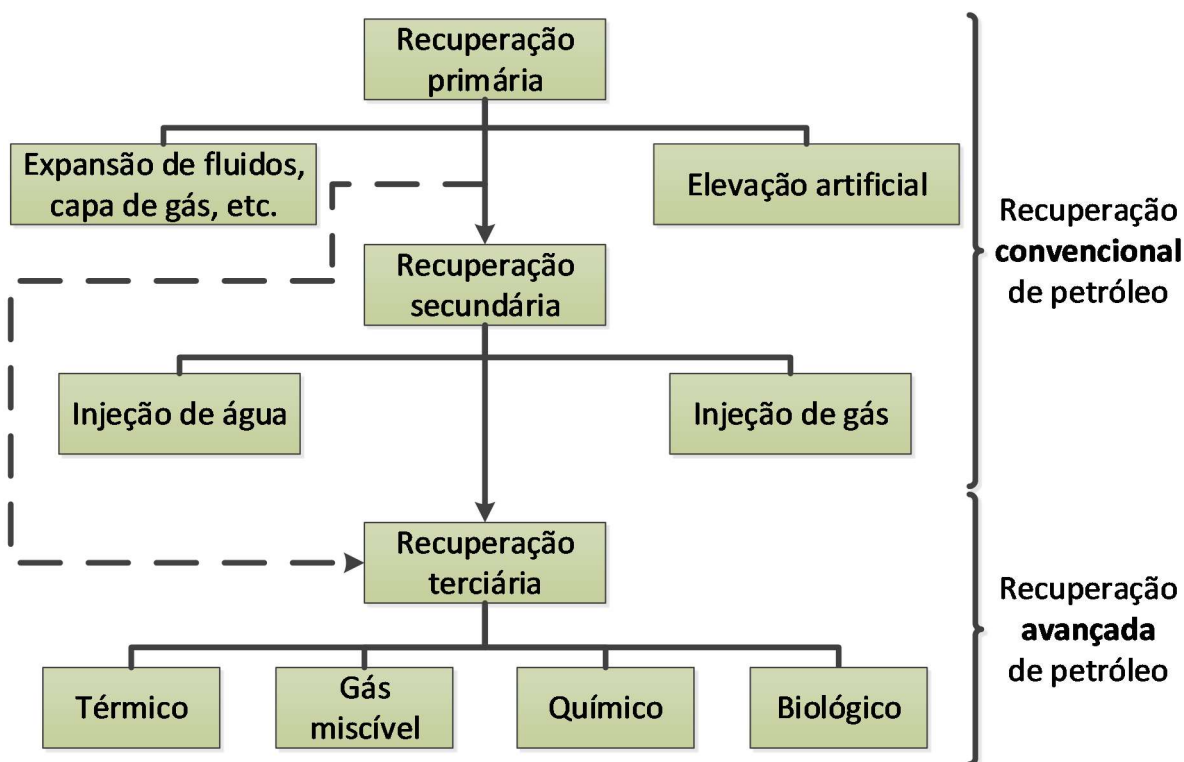 Recuperação
primária
Expansão de fluidos,
capa de gás, etc.
Elevação artificial
Recuperação
convencional
de petróleo
Recuperação
secundária
Injeção de água
Injeção de gás
Recuperação
terciária
Recuperação
avançada
de petróleo
Térmico
Gás
miscível
Químico
Biológico